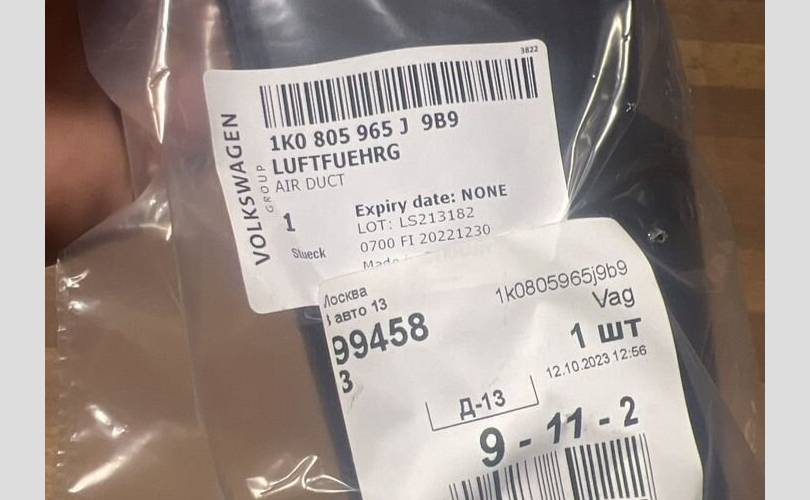 3822
1K0 805 965 J 9B9
LUFTFUEHRG
AIR DUCT
VOLKSWAGEN
GROUP
1
Stueck
Expiry date: NONE
LOT: LS213182
0700 FI 20221230
1k0805965j9b9
авто 13
Vag
99458
1 шт
3
12.10.2023 12:56
Д-13
9 - 11 - 2